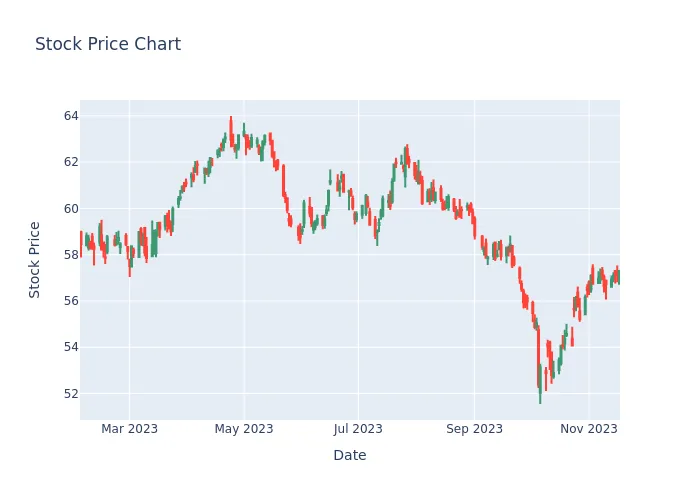 Stock Price Chart
Stock Price
64
62
60
58
56
54
52
Mar 2023
May 2023
Jul 2023
Sep 2023
Nov 2023
Date